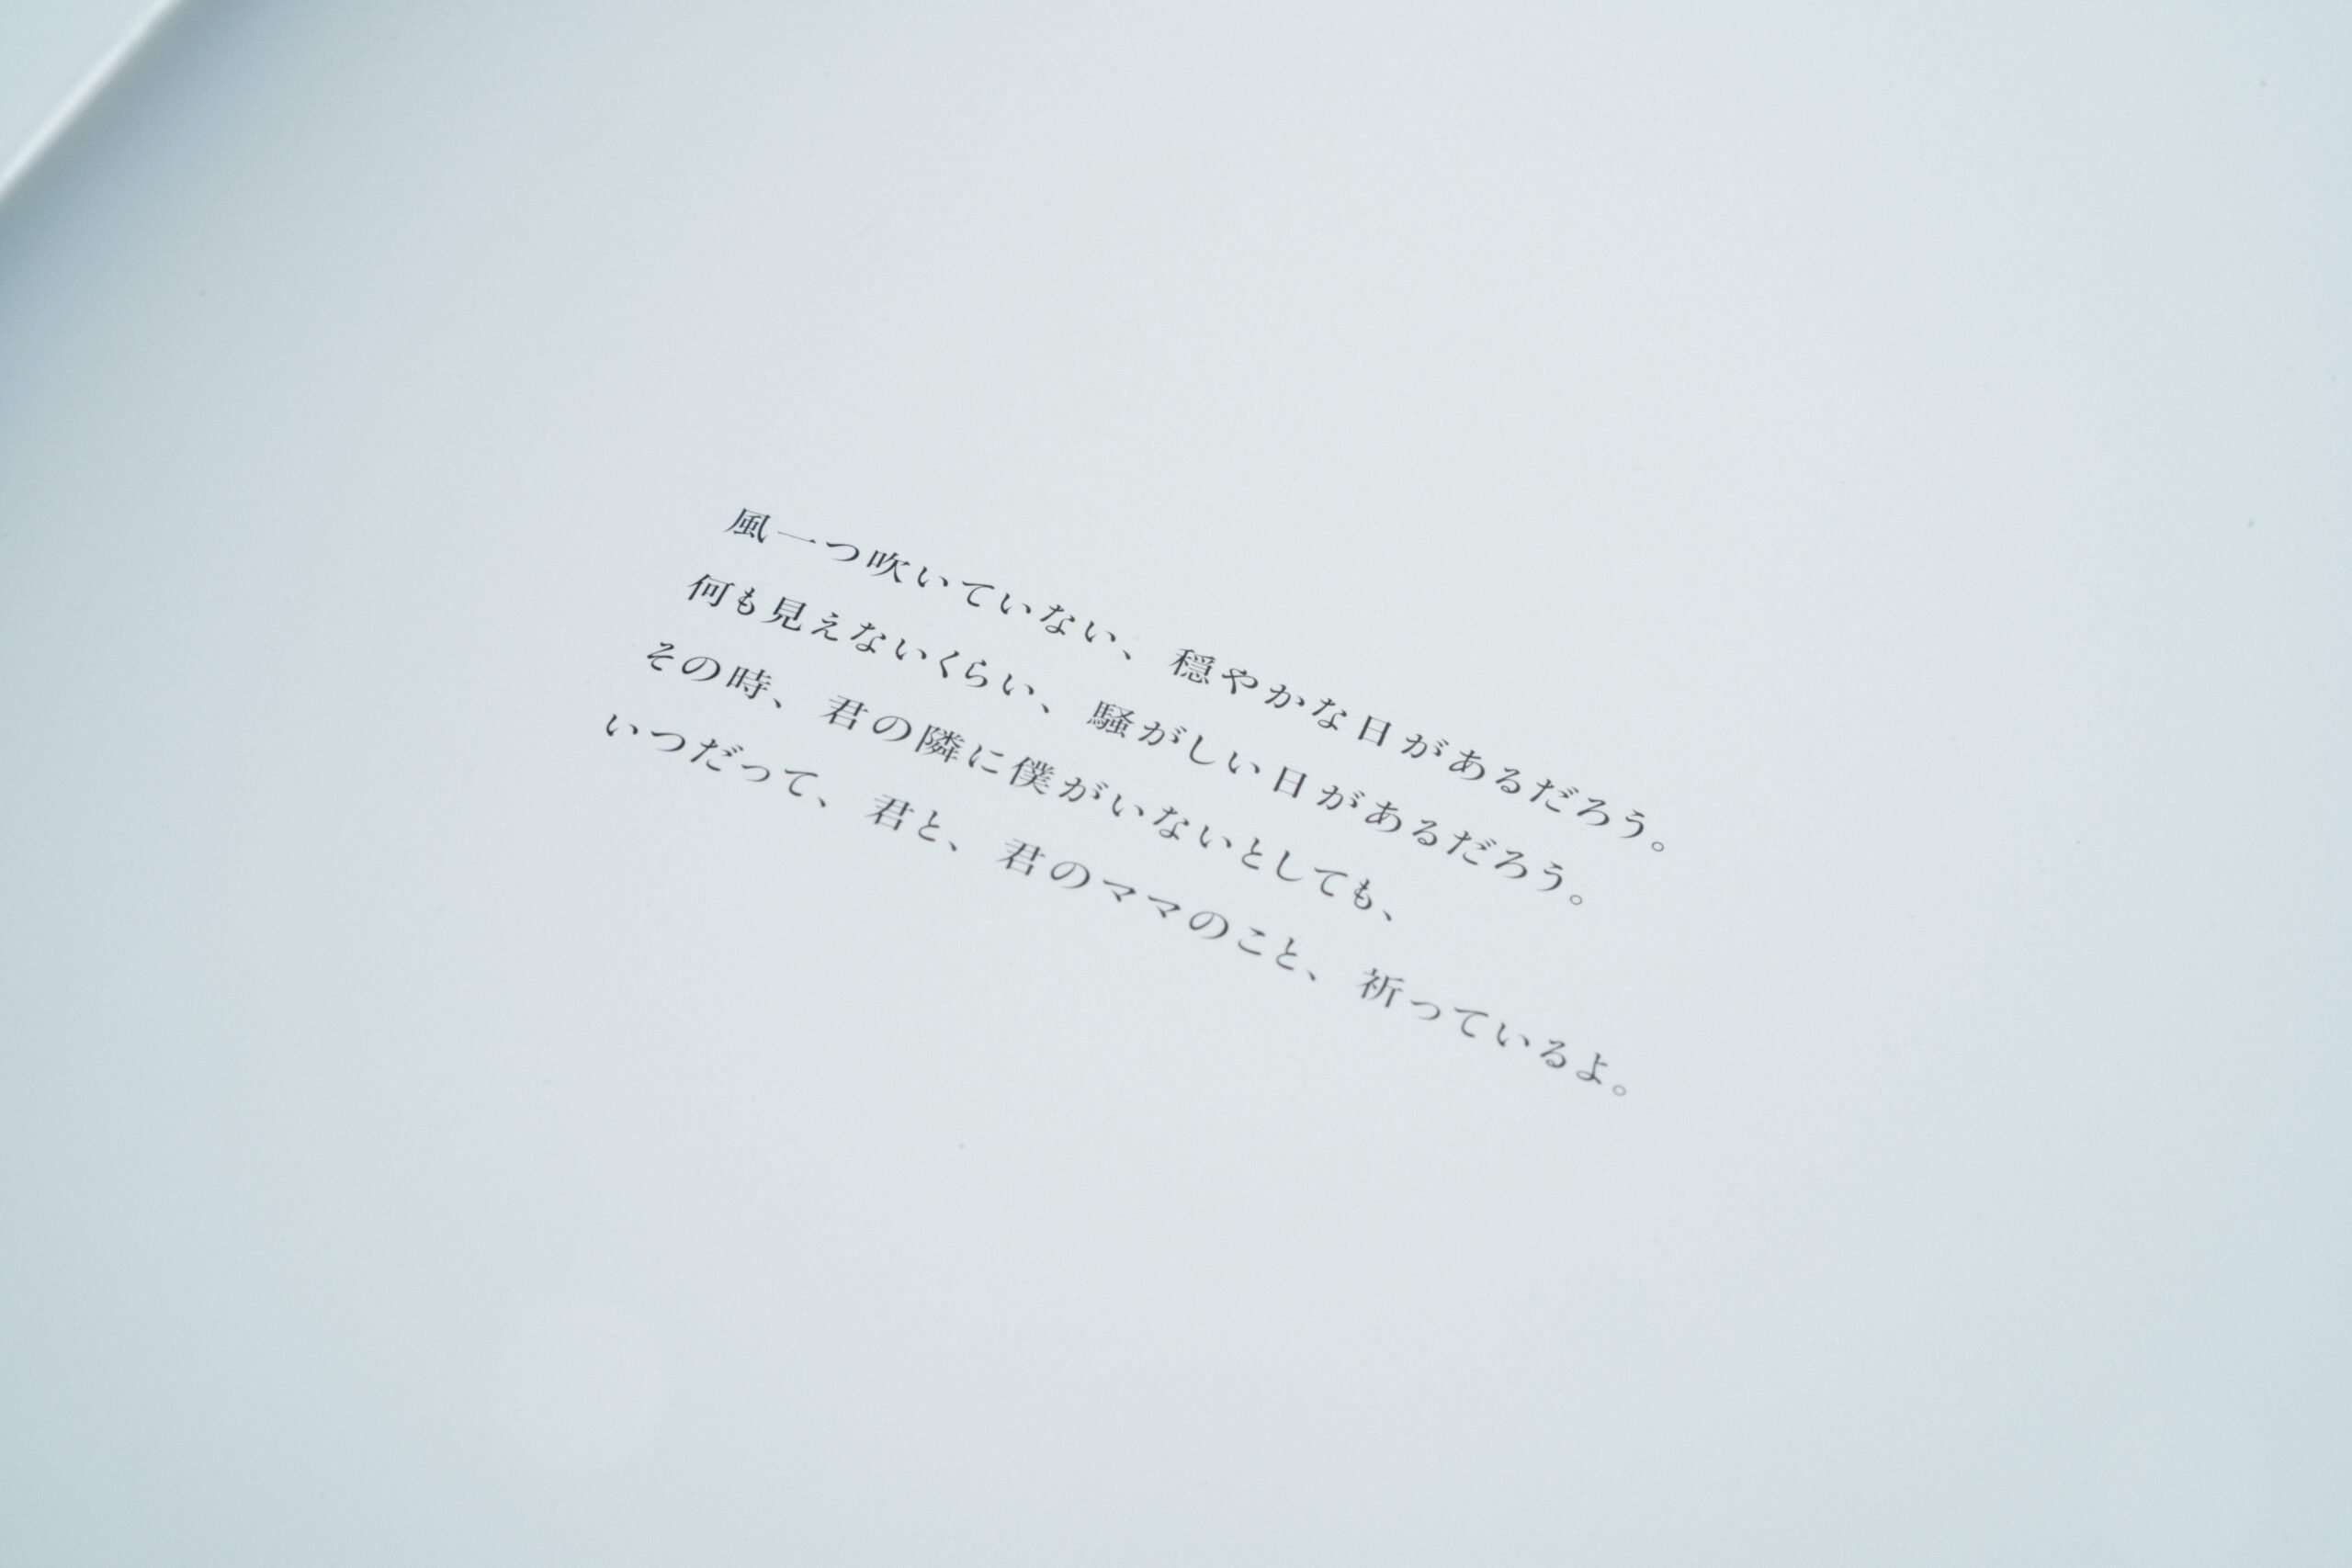 風一つ吹いていない、穏やかな日があるだろう。
何も見えないくらい、騒がしい日があるだろう。
その時、君の隣に僕がいないとしても、
いつだって、君と、君のママのこと、祈っているよ。